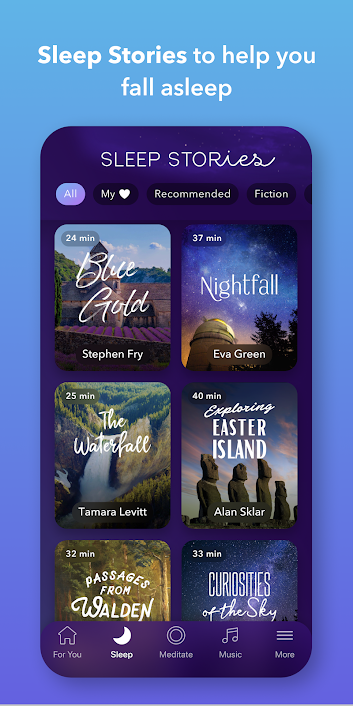 Sleep Stories to help you
fall asleep
SLEEP STORies
All
My
Recommended
Fiction
24 min
Blue
Gold
Stephen Fry
37 min
Nightfall
Eva Green
25 min
The
Waterfall
Tamara Levitt
40 min
Exploring
EASTER
ISLAND
Alan Sklar
32 min
PASSAGES
FROM
WALDEN
33 min
CURIOSITIES
of the Sky
For You
Sleep
Meditate
Music
More